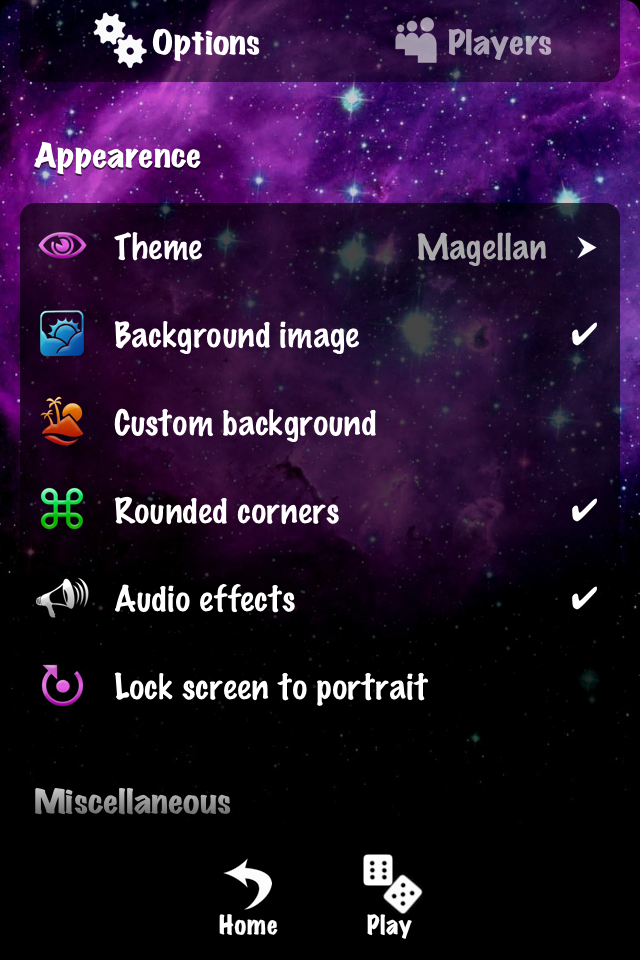 Options Players
Appearence
Theme Magellan
Background image
Custom background
Rounded corners
Audio effects
Lock screen to portrait
Miscellaneous
Home Play